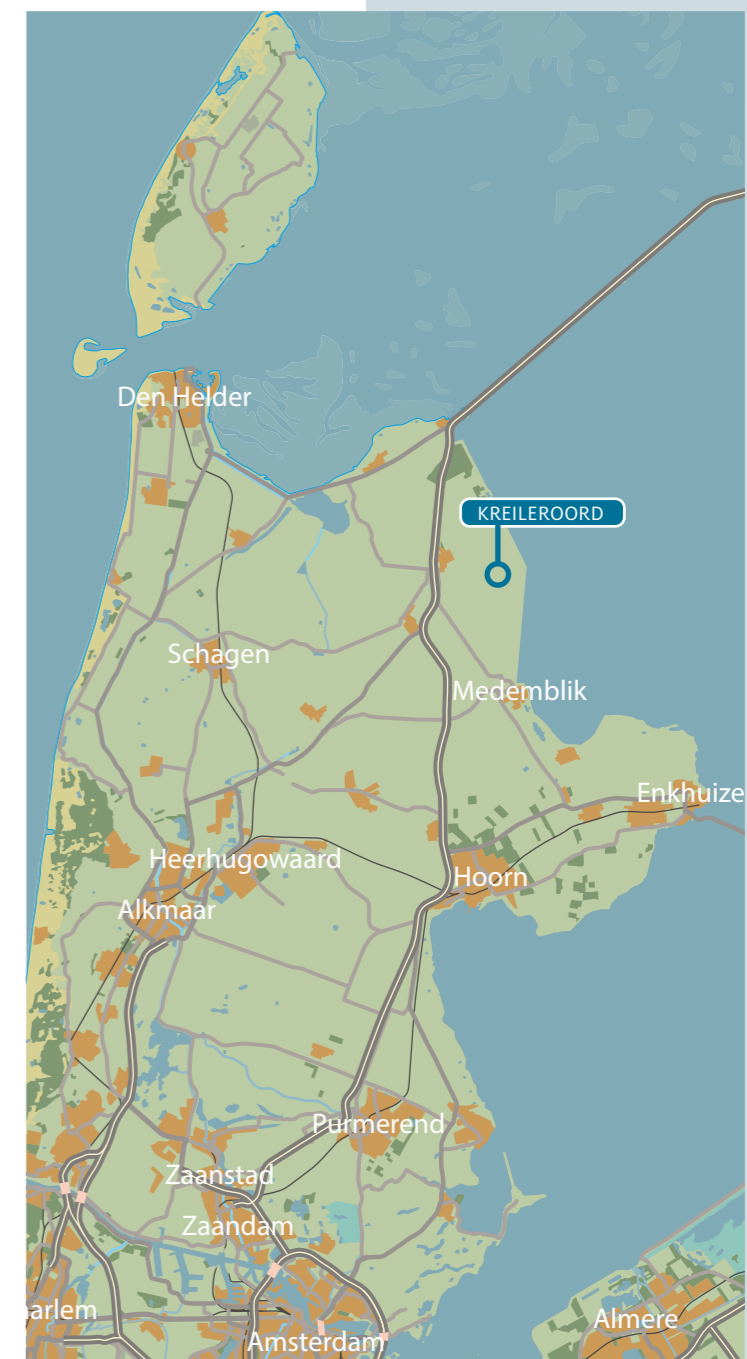 Den Helder
KREILEROORD
Schagen
Medemblik
Enkhuize
Heerhugowaard
Hoorn
Alkmaar
Purmerend
Zaanstad
Zaandam
arlem
Almere
Amsterdam